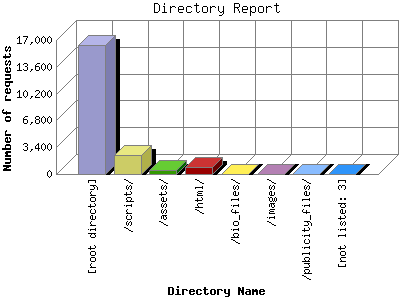 Directory Report
Number of requests
17,000
13,600
10,200
6,800
3,400
0
[root directory]
/scripts/
/assets/
/html/
/bio_files/
/images/
/publicity_files/
[not listed: 3]
Directory Name